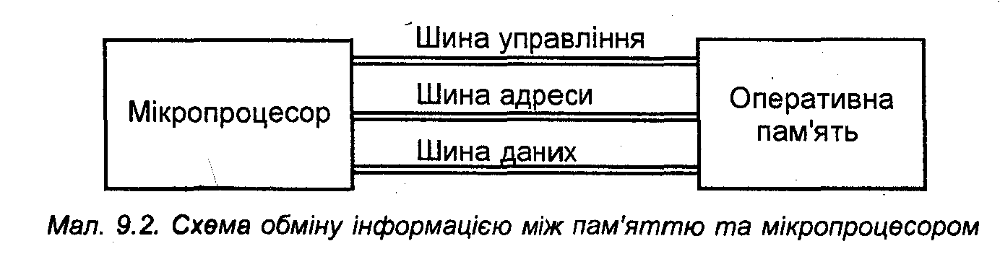 Шина управління
Мікропроцесор
Шина адреси
Оперативна
пам'ять
Шина даних
Мал. 9.2. Схема обміну інформацією між пам'яттю та мікропроцесором